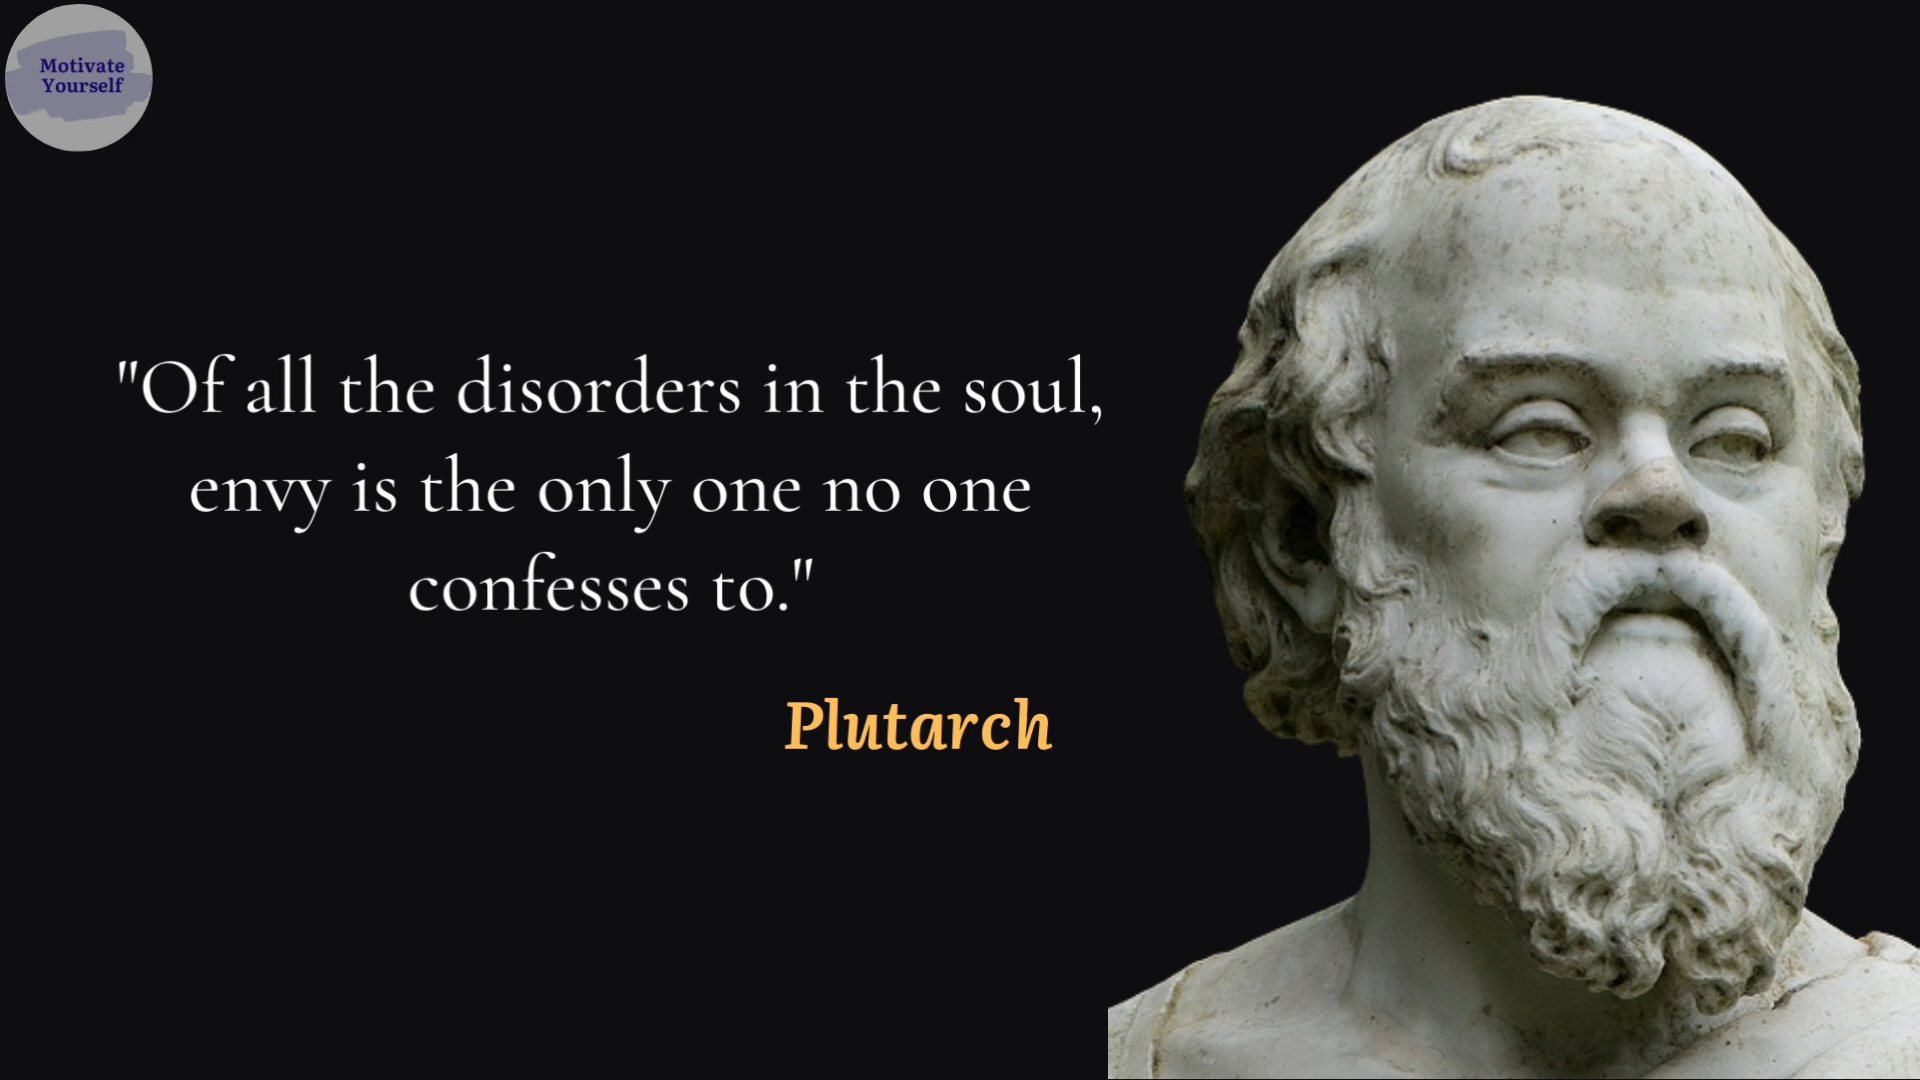 Motivate
Yourself
"Of all the disorders in the soul,
envy is the only one no one
confesses to."
Plutarch